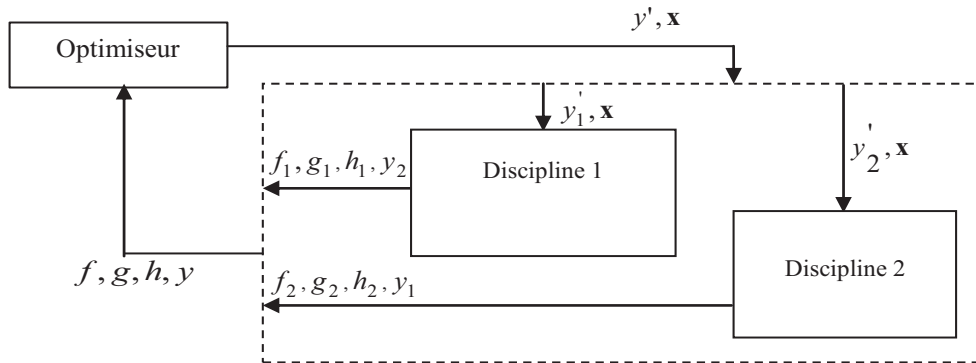 y', x
Optimiseur
y'₁, x
y'₂, x
f₁, g₁, h₁, y₂
Discipline 1
f, g, h, y
f₂, g₂, h₂, y₁
Discipline 2